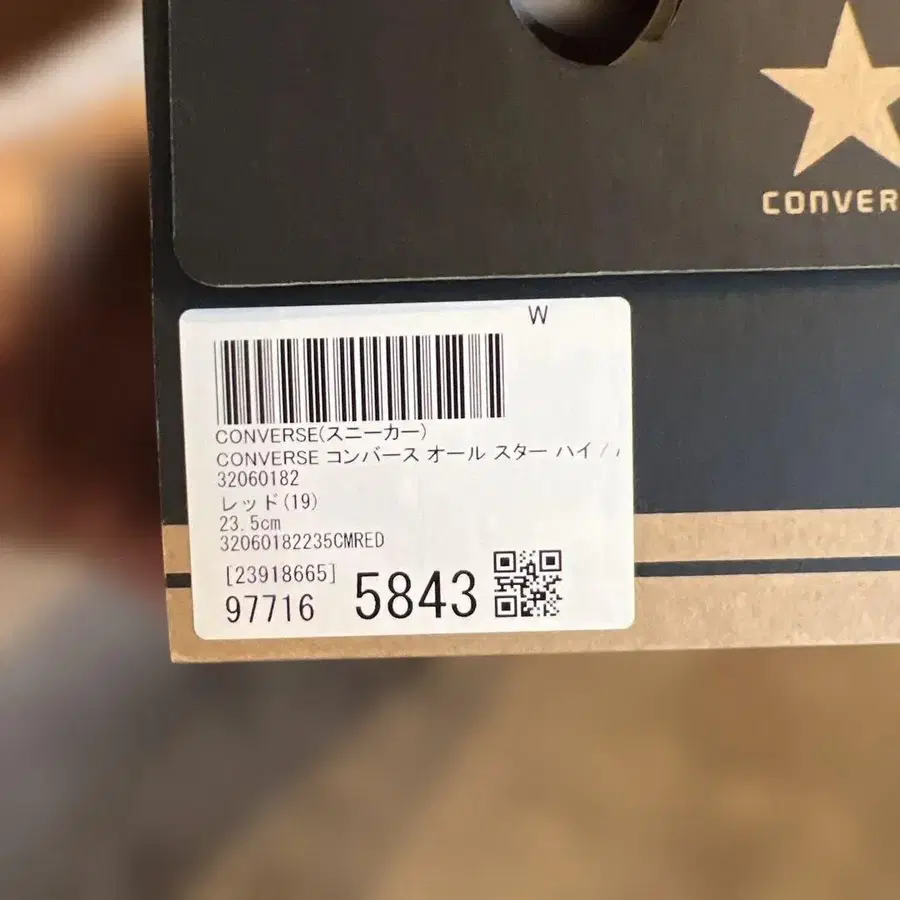 CONVER
W
CONVERSE(スニーカー)
CONVERSE コンバース オール スター ハイ /
32060182
レッド(19)
23.5cm
32060182235CMRED
[23918665]
97716 5843